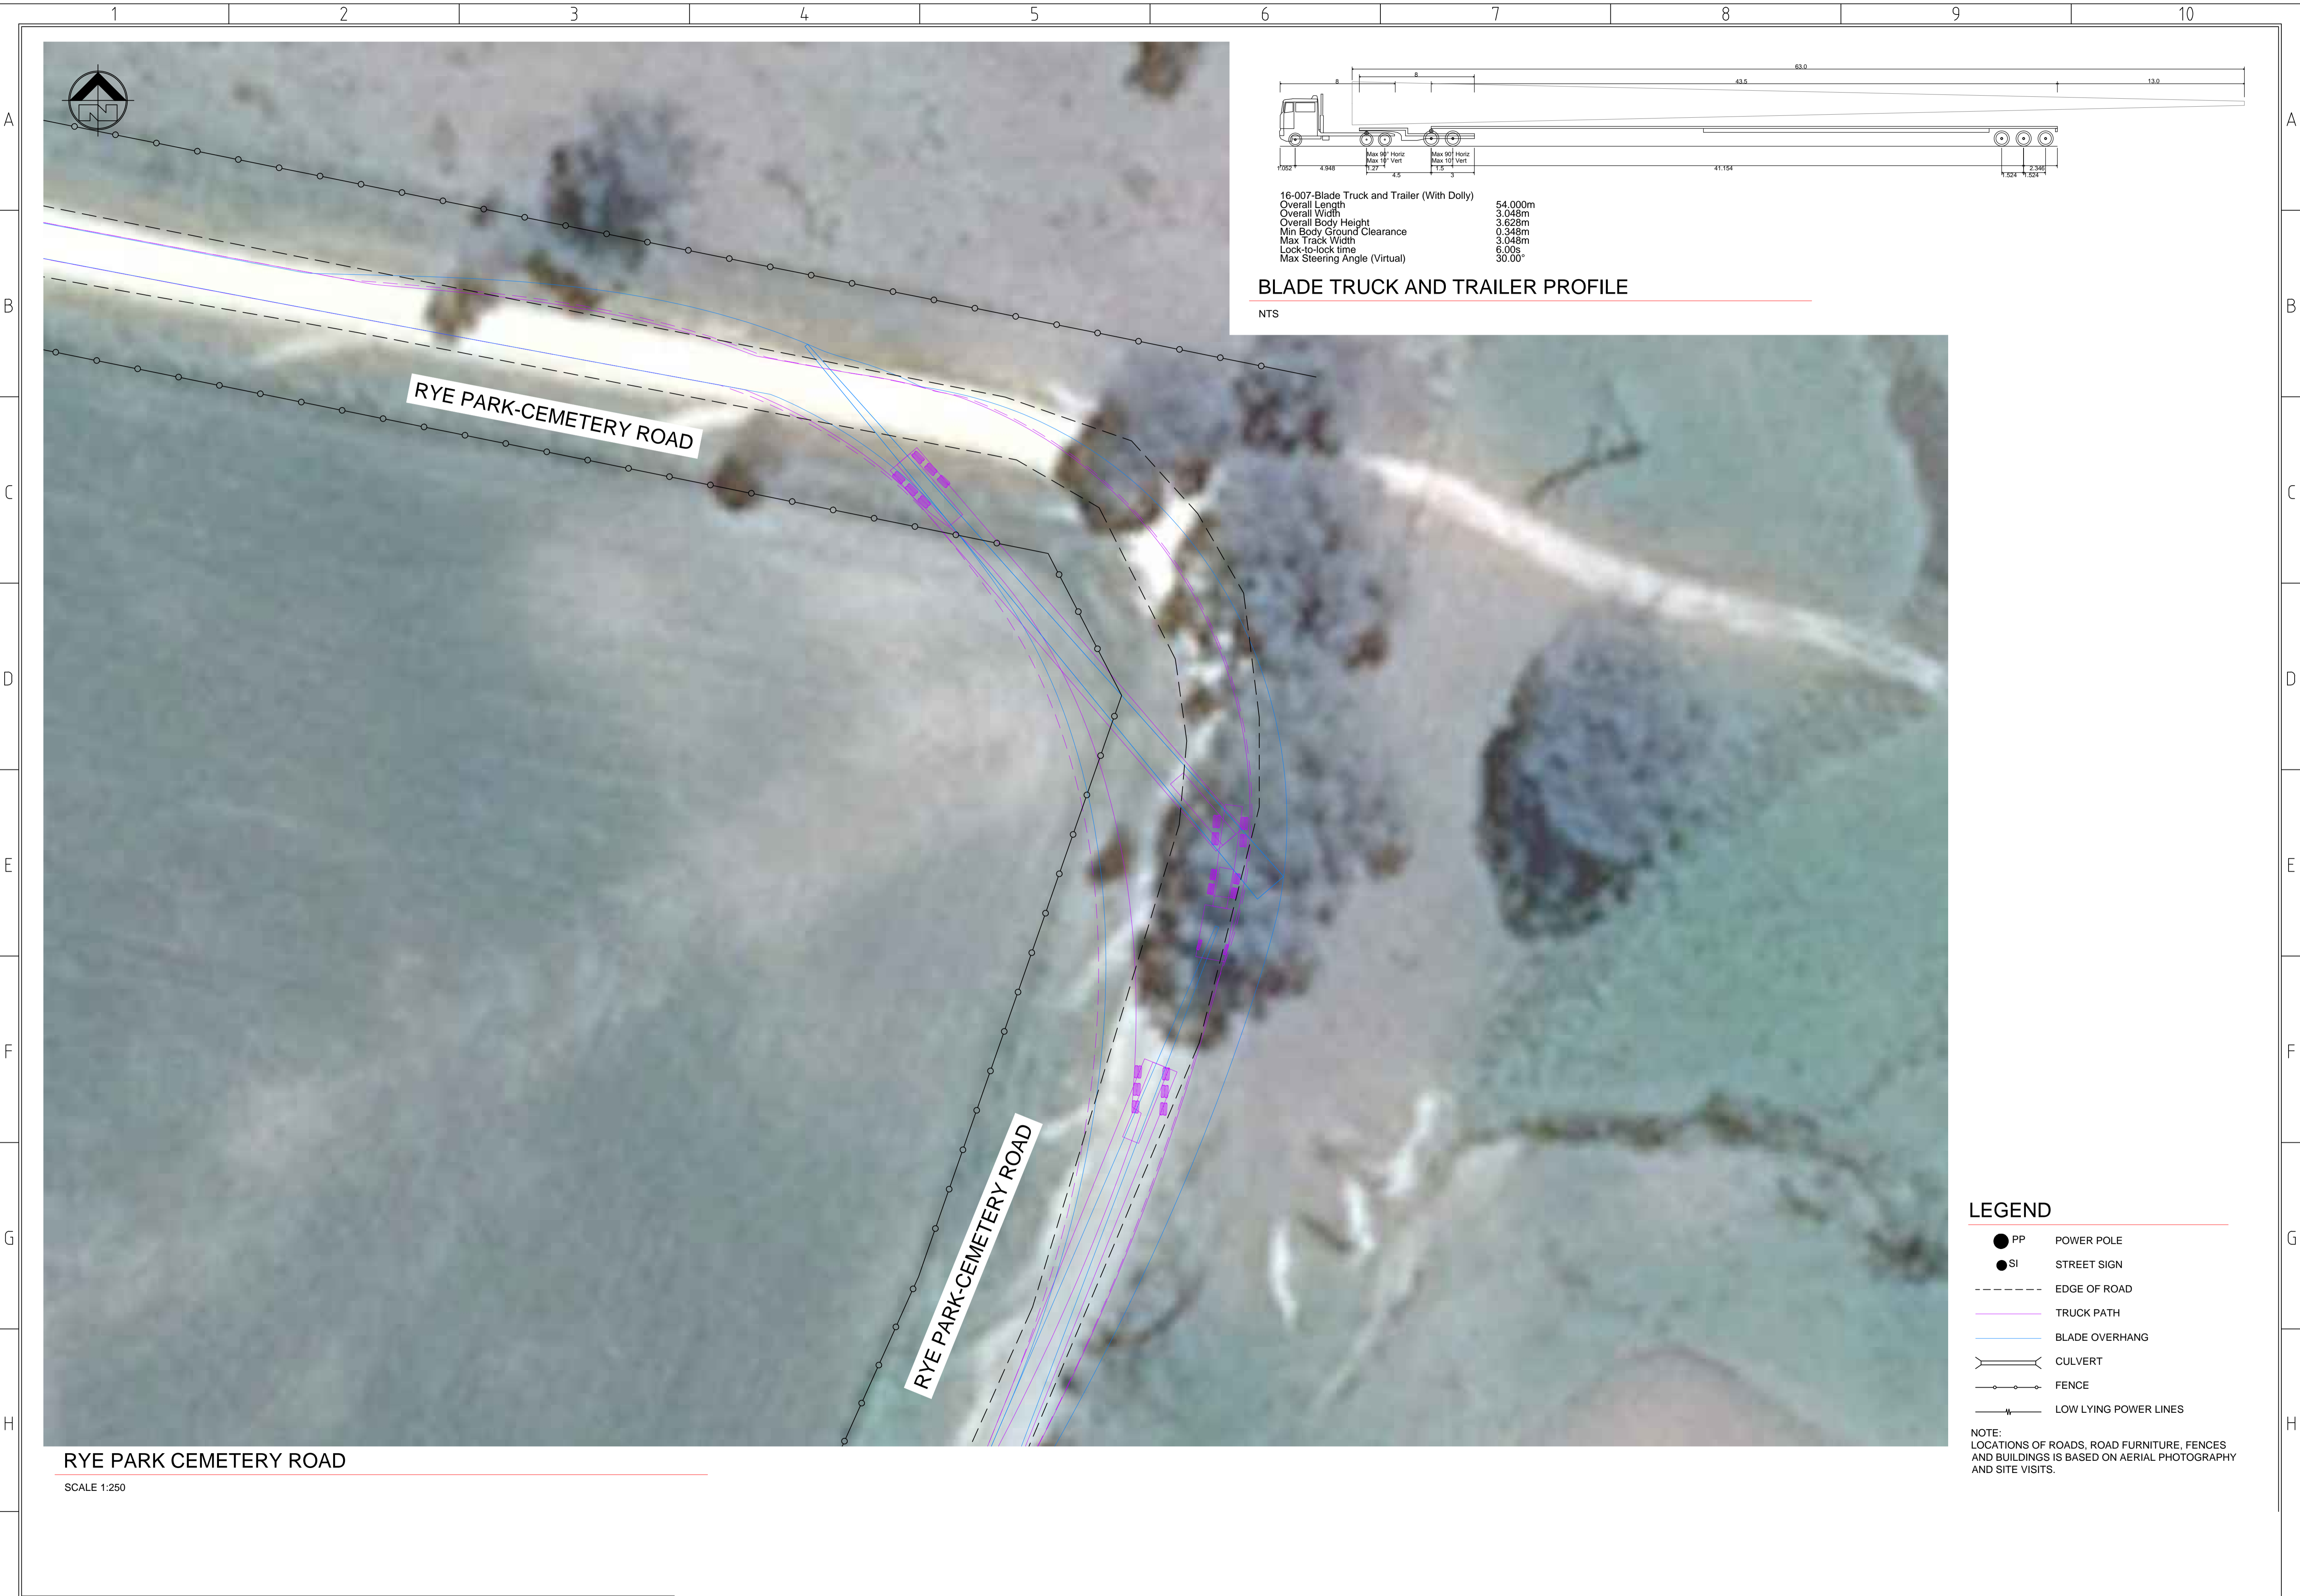 1 2 3 4 5 6 7 8 9 10
A A
B B
C C
D D
E E
F F
G G
H H
N
63.0
8
8 43.5 13.0
Max 90° Horiz Max 90° Horiz
Max 10° Vert Max 10° Vert
1.052 4.948 1.27 1.5 41.154 2.346
4.5 3 1.524 1.524
16-007-Blade Truck and Trailer (With Dolly)
Overall Length 54.000m
Overall Width 3.048m
Overall Body Height 3.628m
Min Body Ground Clearance 0.348m
Max Track Width 3.048m
Lock-to-lock time 6.00s
Max Steering Angle (Virtual) 30.00°
BLADE TRUCK AND TRAILER PROFILE
NTS
RYE PARK-CEMETERY ROAD
RYE PARK-CEMETERY ROAD
LEGEND
PP POWER POLE
SI STREET SIGN
EDGE OF ROAD
TRUCK PATH
BLADE OVERHANG
CULVERT
FENCE
LOW LYING POWER LINES
NOTE:
LOCATIONS OF ROADS, ROAD FURNITURE, FENCES
AND BUILDINGS IS BASED ON AERIAL PHOTOGRAPHY
AND SITE VISITS.
RYE PARK CEMETERY ROAD
SCALE 1:250